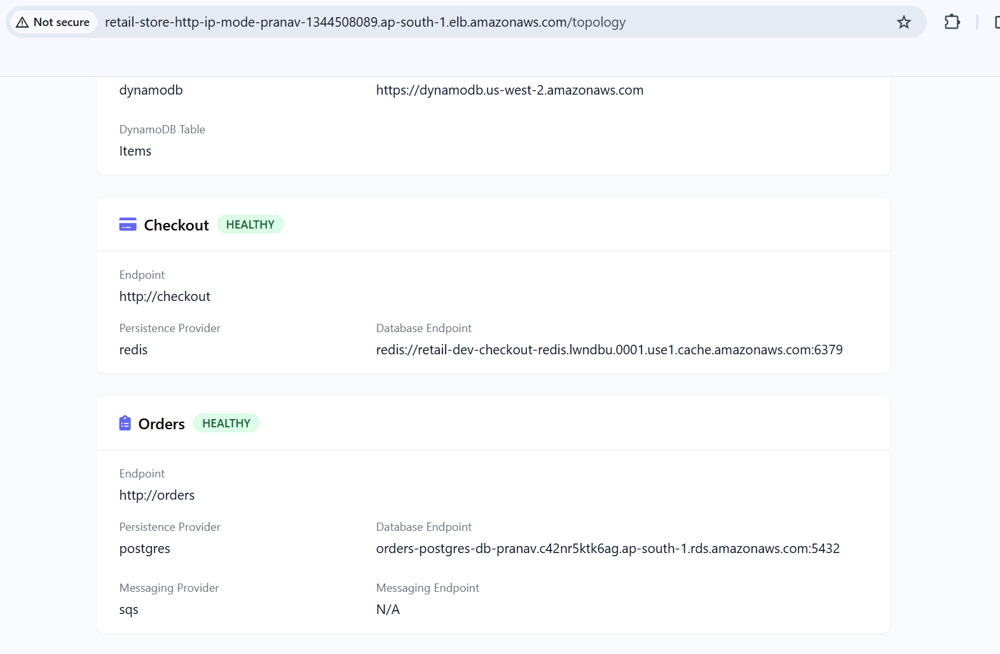 Not secure retail-store-http-ip-mode-pranav-1344508089.ap-south-1.elb.amazonaws.com/topology
dynamodb https://dynamodb.us-west-2.amazonaws.com
DynamoDB Table
Items
Checkout HEALTHY
Endpoint
http://checkout
Persistence Provider Database Endpoint
redis redis://retail-dev-checkout-redis.lwndbu.0001.use1.cache.amazonaws.com:6379
Orders HEALTHY
Endpoint
http://orders
Persistence Provider Database Endpoint
postgres orders-postgres-db-pranav.c42nr5ktk6ag.ap-south-1.rds.amazonaws.com:5432
Messaging Provider Messaging Endpoint
sqs N/A